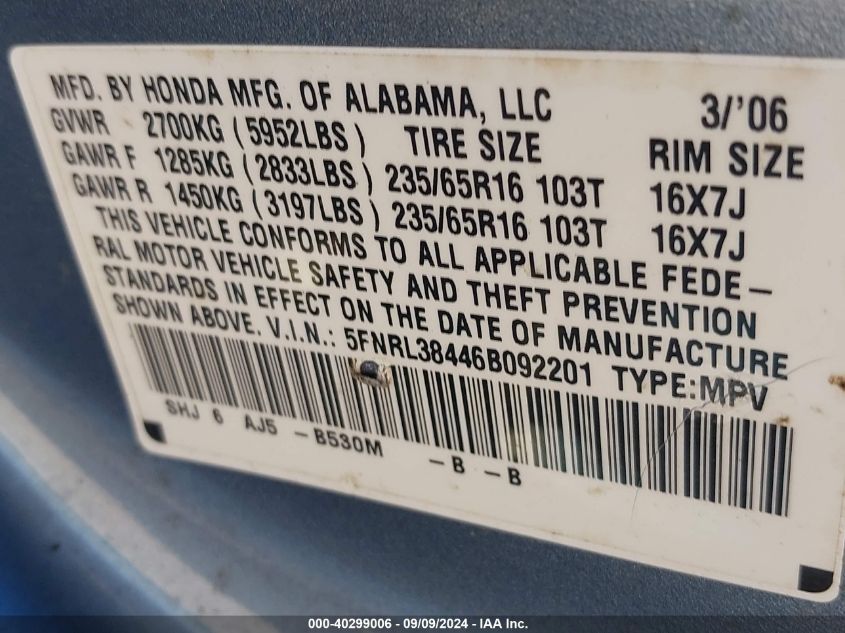 MFD. BY HONDA MFG. OF ALABAMA, LLC 3/'06
GVWR 2700KG (5952LBS) TIRE SIZE RIM SIZE
GAWR F 1285KG (2833LBS) 235/65R16 103T 16X7J
GAWR R 1450KG (3197LBS) 235/65R16 103T 16X7J
THIS VEHICLE CONFORMS TO ALL APPLICABLE FEDE-
RAL MOTOR VEHICLE SAFETY AND THEFT PREVENTION
STANDARDS IN EFFECT ON THE DATE OF MANUFACTURE
SHOWN ABOVE. V.I.N.: 5FNRL38446B092201 TYPE:MPV
SHJ 6 AJ5 -B530M -B -B
000-40299006 - 09/09/2024 - IAA Inc.